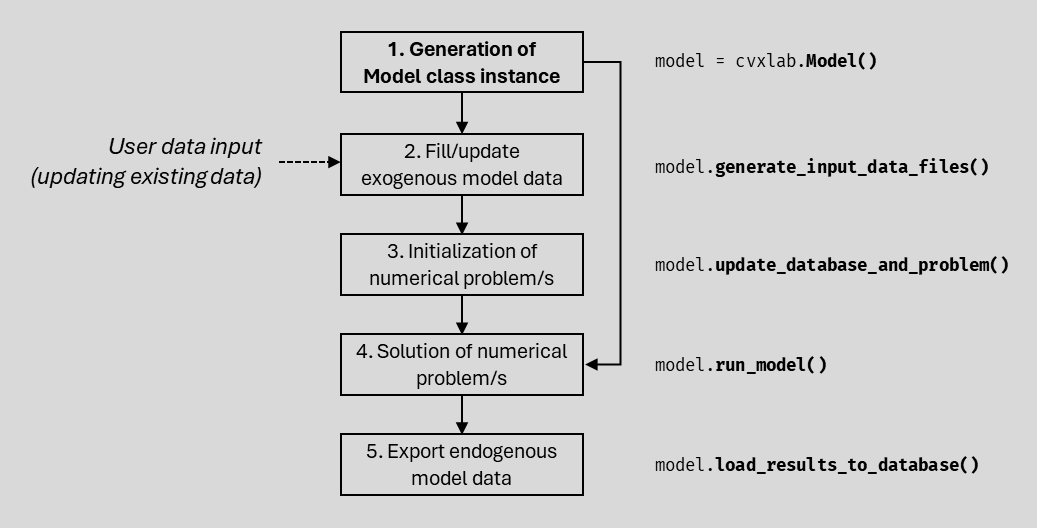 1. Generation of
Model class instance
model = cvxlab.Model()
User data input
(updating existing data)
2. Fill/update
exogenous model data
model.generate_input_data_files()
3. Initialization of
numerical problem/s
model.update_database_and_problem()
4. Solution of numerical
problem/s
model.run_model()
5. Export endogenous
model data
model.load_results_to_database()